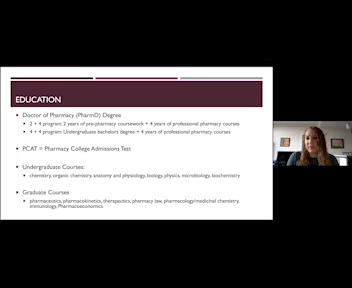 EDUCATION
Doctor of Pharmacy (PharmD) Degree
2 + 4 program: 2 years of pre-pharmacy coursework + 4 years of professional pharmacy courses
4 + 4 program Undergraduate bachelors degree + 4 years of professional pharmacy courses
PCAT = Pharmacy College Admissions Test
Undergraduate Courses:
chemistry, organic chemistry, anatomy and physiology, biology, physics, microbiology, biochemistry
Graduate Courses
pharmaceutics, pharmacokinetics, therapeutics, pharmacy law, pharmacology/medicinal chemistry,
immunology, Pharmacoeconomics